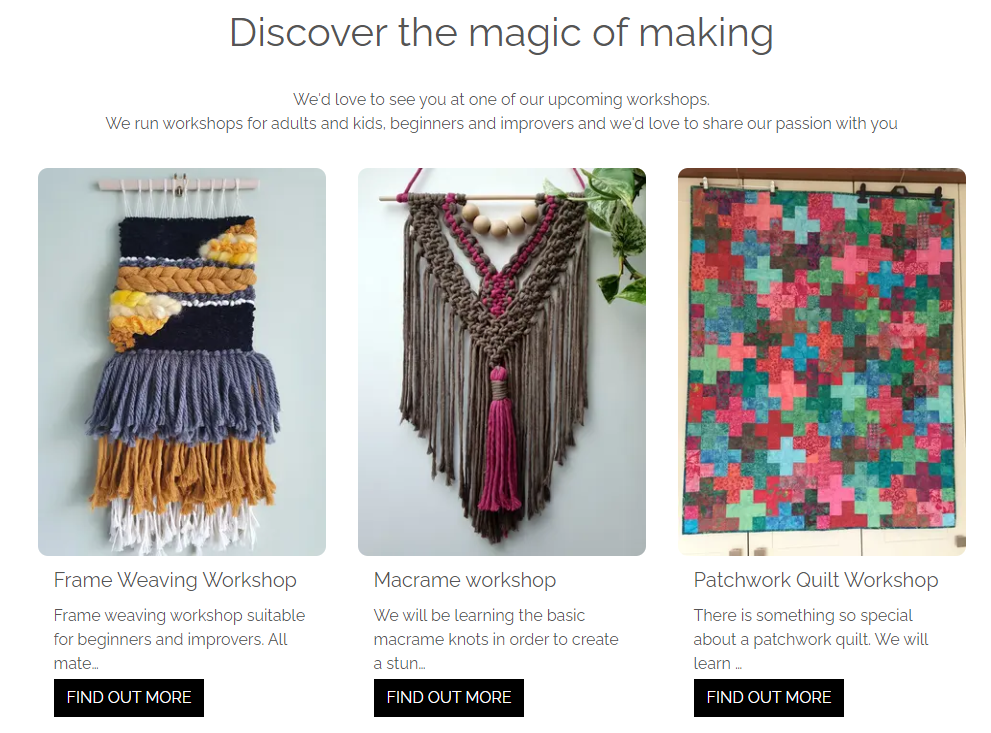 Discover the magic of making
We'd love to see you at one of our upcoming workshops.
We run workshops for adults and kids, beginners and improvers and we'd love to share our passion with you
Frame Weaving Workshop
Frame weaving workshop suitable
for beginners and improvers. All
mate...
FIND OUT MORE
Macrame workshop
We will be learning the basic
macrame knots in order to create
a stun...
FIND OUT MORE
Patchwork Quilt Workshop
There is something so special
about a patchwork quilt. We will
learn ...
FIND OUT MORE